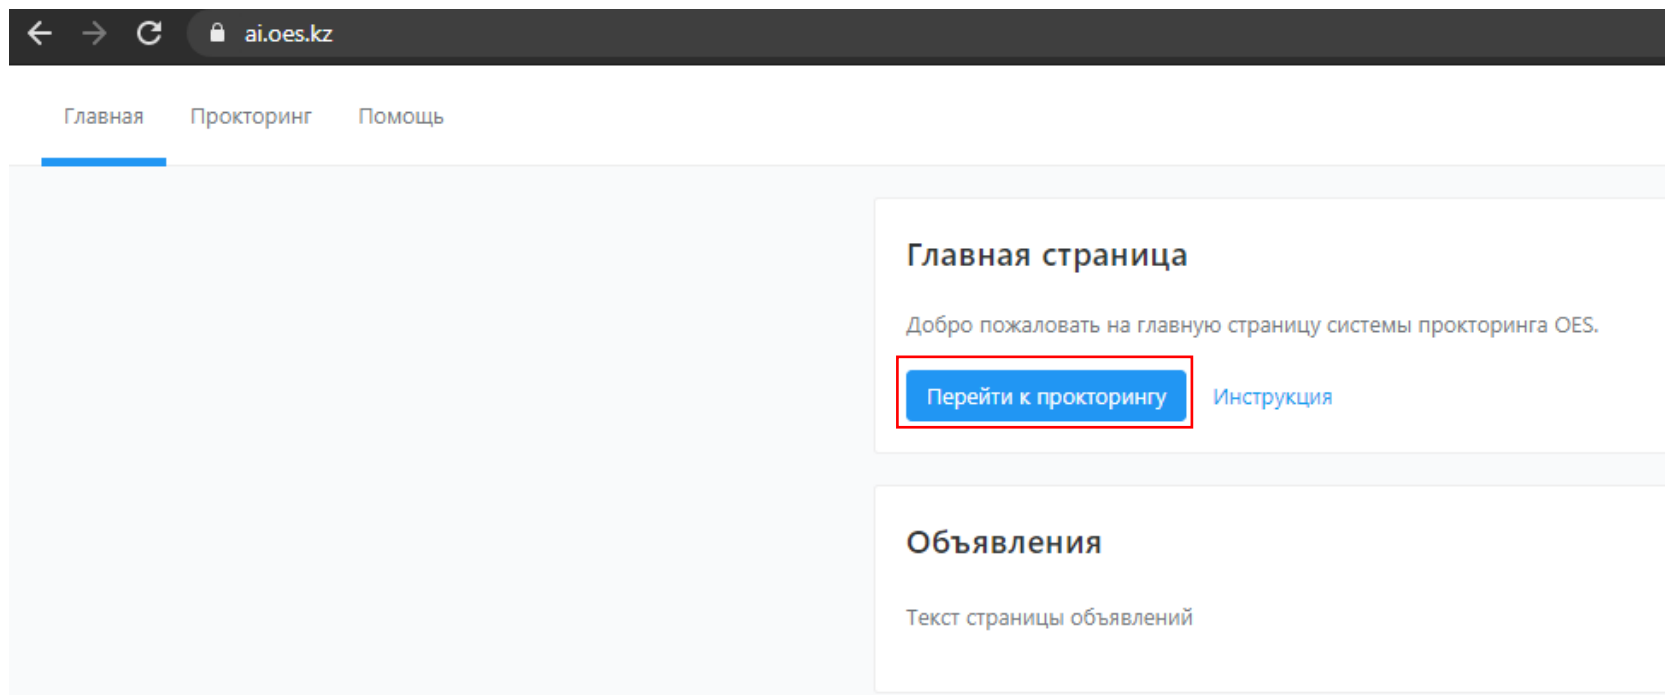 ai.oes.kz
Главная Прокторинг Помощь
Главная страница
Добро пожаловать на главную страницу системы прокторинга OES.
Перейти к прокторингу Инструкция
Объявления
Текст страницы объявлений